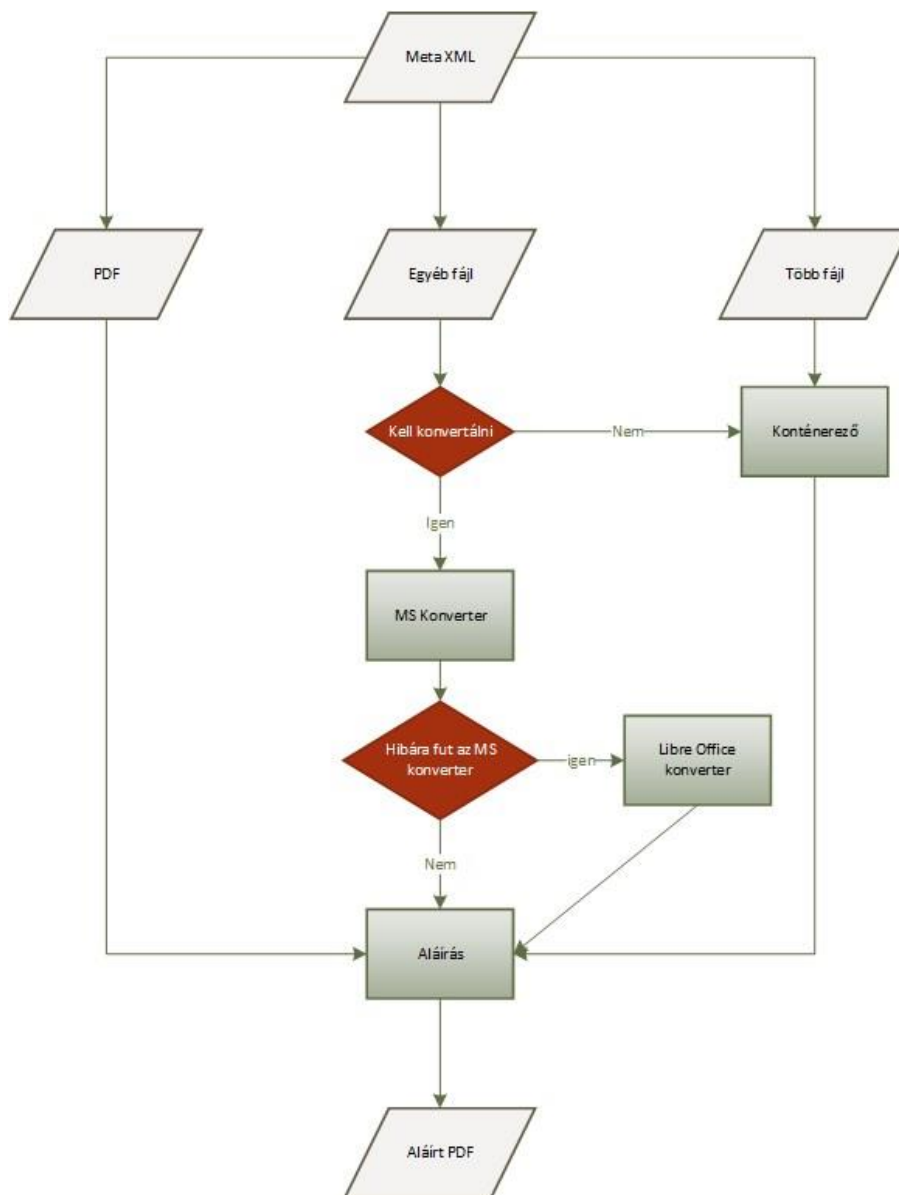 Meta XML
PDF
Egyéb fájl
Több fájl
Kell konvertálni
Nem
Konténerező
Igen
MS Konverter
Hibára fut az MS
konverter
igen
Libre Office
konverter
Nem
Aláírás
Aláírt PDF